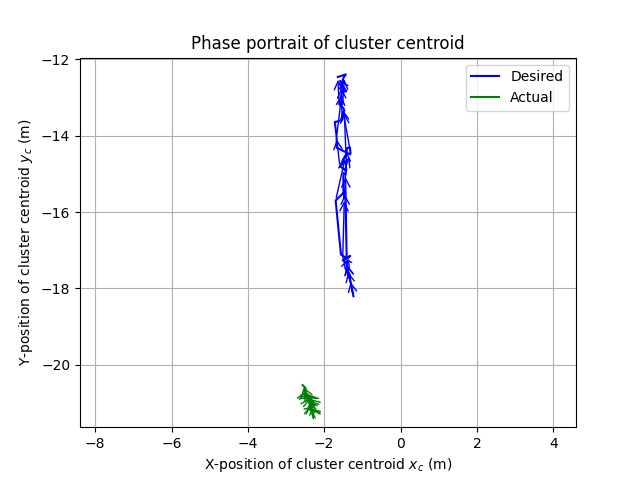 Phase portrait of cluster centroid
Desired
Actual
Y-position of cluster centroid y_c (m)
−12
−14
−16
−18
−20
−8
−6
−4
−2
0
2
4
X-position of cluster centroid x_c (m)